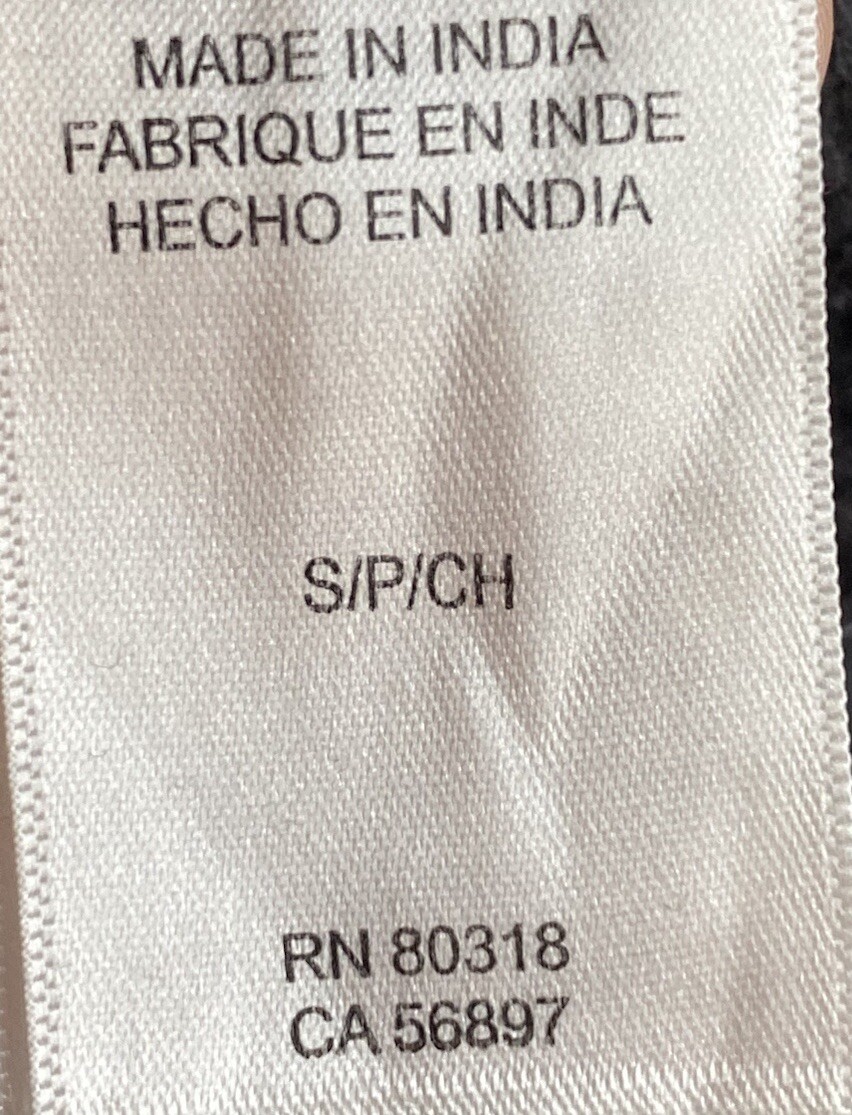 MADE IN INDIA
FABRIQUE EN INDE
HECHO EN INDIA
S/P/CH
RN 80318
CA 56897